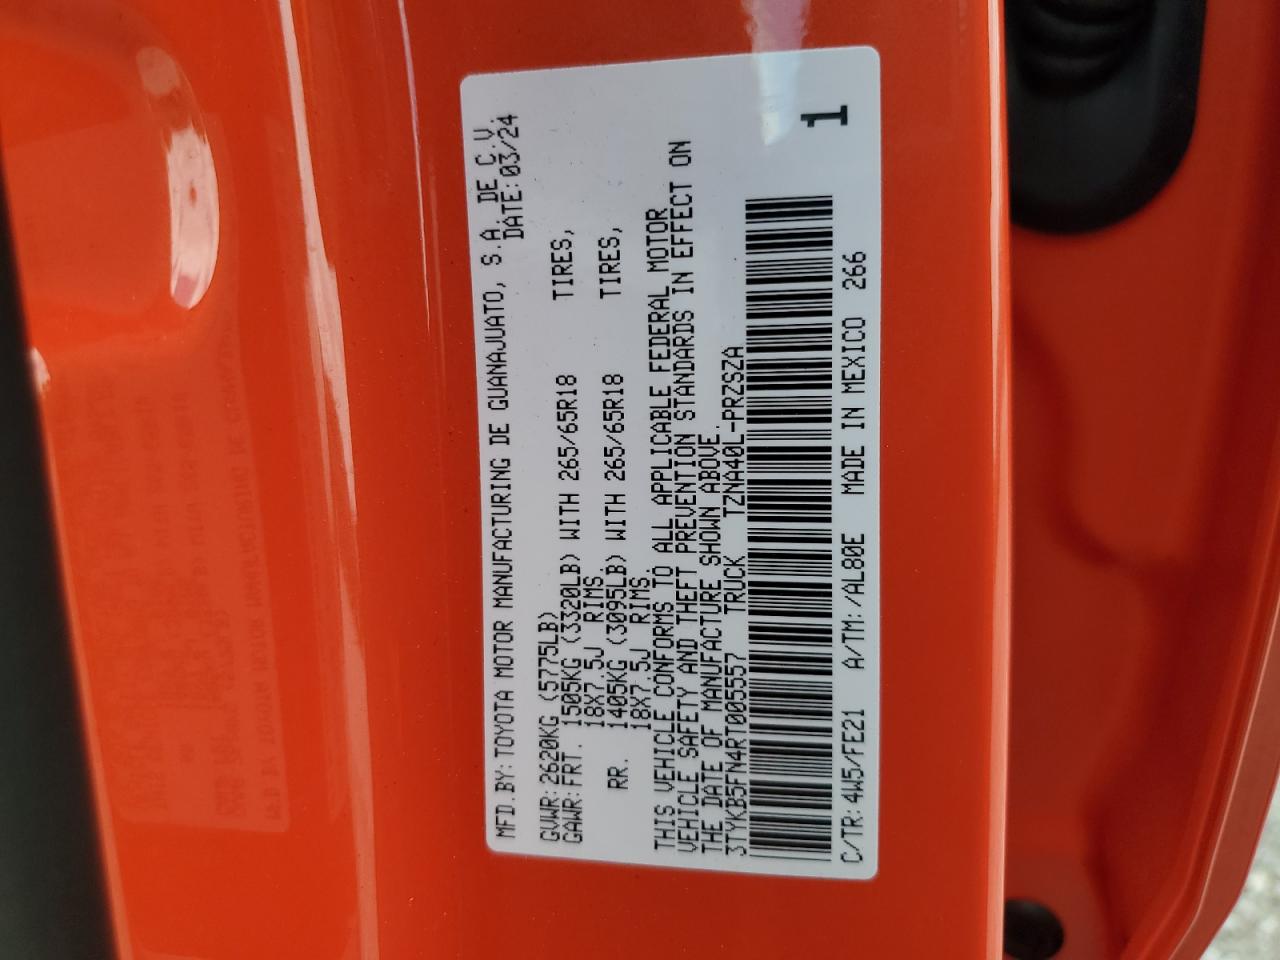 MFD.BY:TOYOTA MOTOR MANUFACTURING DE GUANAJUATO, S.A. DE C.V.
DATE:03/24
GVWR:2620KG (5775LB)
GAWR:FRT. 1505KG (3320LB) WITH 265/65R18 TIRES,
18X7.5J RIMS.
RR. 1405KG (3095LB) WITH 265/65R18 TIRES,
18X7.5J RIMS.
THIS VEHICLE CONFORMS TO ALL APPLICABLE FEDERAL MOTOR
VEHICLE SAFETY AND THEFT PREVENTION STANDARDS IN EFFECT ON
THE DATE OF MANUFACTURE SHOWN ABOVE.
3TYKB5FN4RT005557 TRUCK TZNA40L-PRZSZA
1
C/TR:4W5/FE21 A/TM:/AL80E MADE IN MEXICO 266